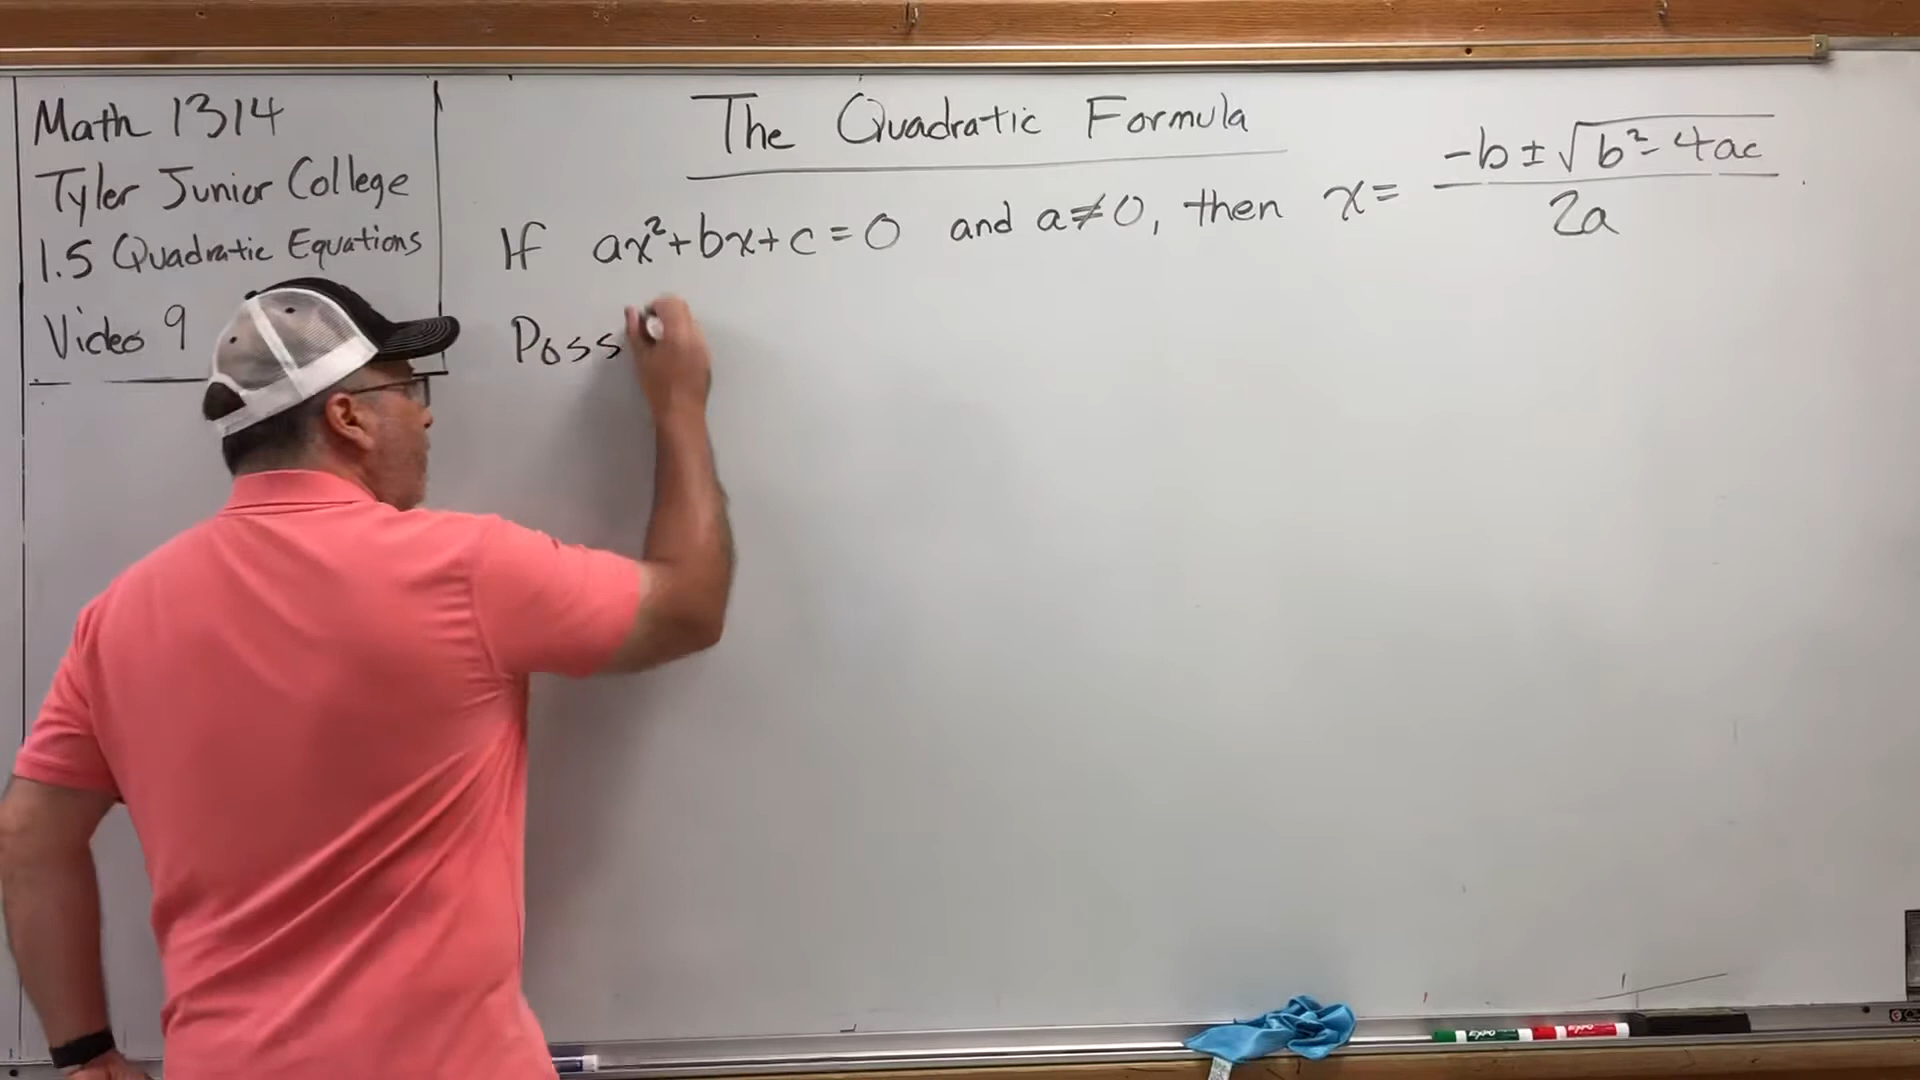 Math 1314
Tyler Junior College
1.5 Quadratic Equations
Video 9
The Quadratic Formula
If ax²+bx+c=0 and a≠0, then x= (-b±√(b²-4ac))/(2a).
Poss